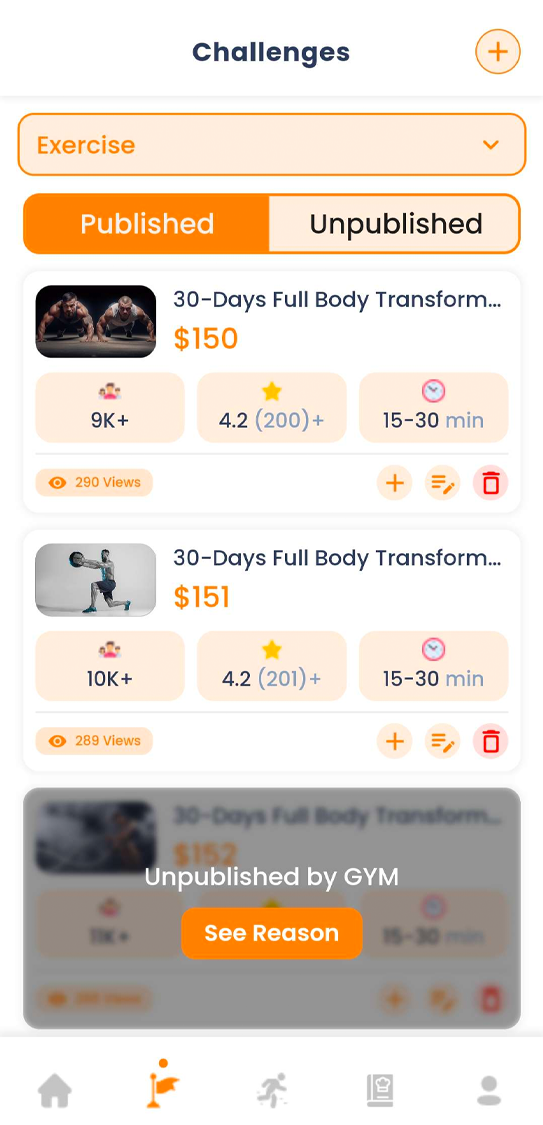 Challenges
Exercise
Published
Unpublished
30-Days Full Body Transform...
$150
9K+
4.2 (200)+
15-30 min
290 Views
30-Days Full Body Transform...
$151
10K+
4.2 (201)+
15-30 min
289 Views
30-Days Full Body Transform...
$152
Unpublished by GYM
11K+
See Reason
15-30 min